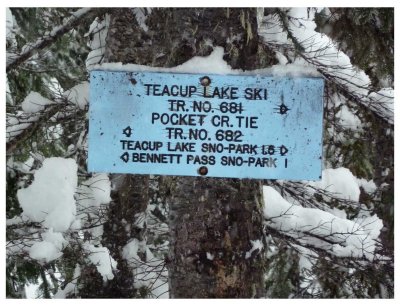 TEACUP LAKE SKI
TR. NO. 681
POCKET CR. TIE
TR. NO. 682
TEACUP LAKE SNO-PARK 1.5
BENNETT PASS SNO-PARK 1